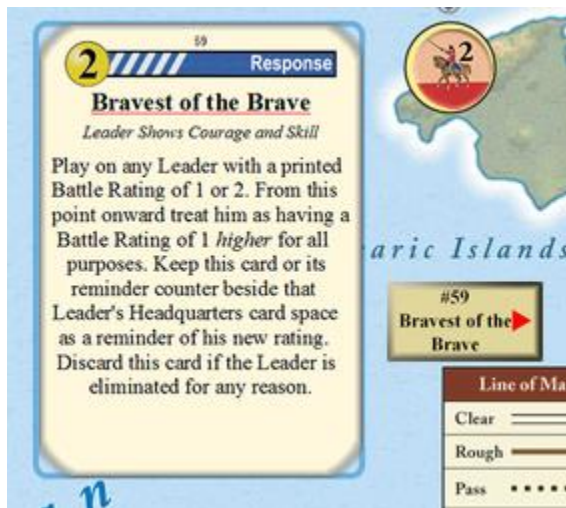 59
2
Response
Bravest of the Brave
Leader Shows Courage and Skill
Play on any Leader with a printed
Battle Rating of 1 or 2. From this
point onward treat him as having a
Battle Rating of 1 higher for all
purposes. Keep this card or its
reminder counter beside that
Leader's Headquarters card space
as a reminder of his new rating.
Discard this card if the Leader is
eliminated for any reason.
2
aric Islands
#59
Bravest of the
Brave
Line of Ma
Clear
Rough
Pass
n